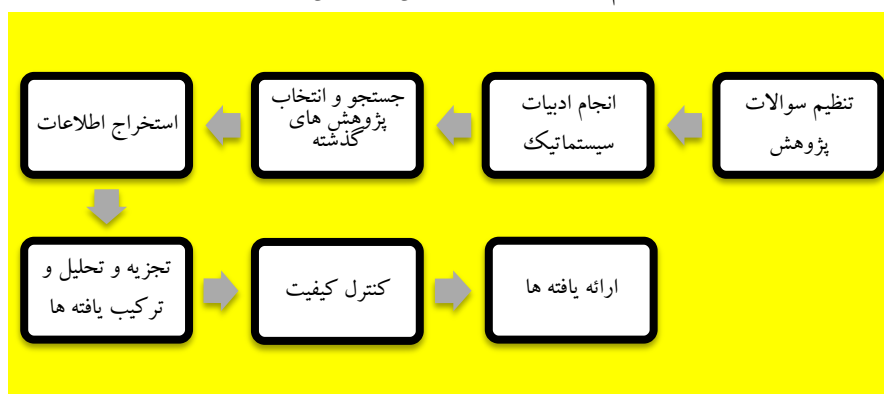 تنظیم سوالات
پژوهش
انجام ادبیات
سیستماتیک
جستجو و انتخاب
پژوهش های
گذشته
استخراج اطلاعات
تجزیه و تحلیل و
ترکیب یافته ها
کنترل کیفیت
ارائه یافته ها